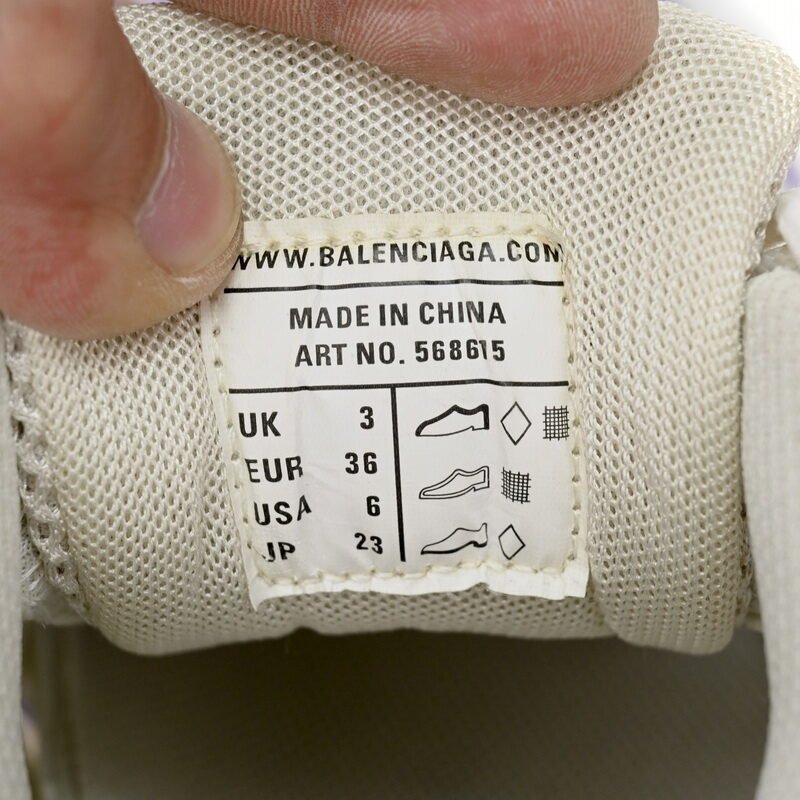 WWW.BALENCIAGA.COM
MADE IN CHINA
ART NO. 568615
UK 3
EUR 36
USA 6
JP 23